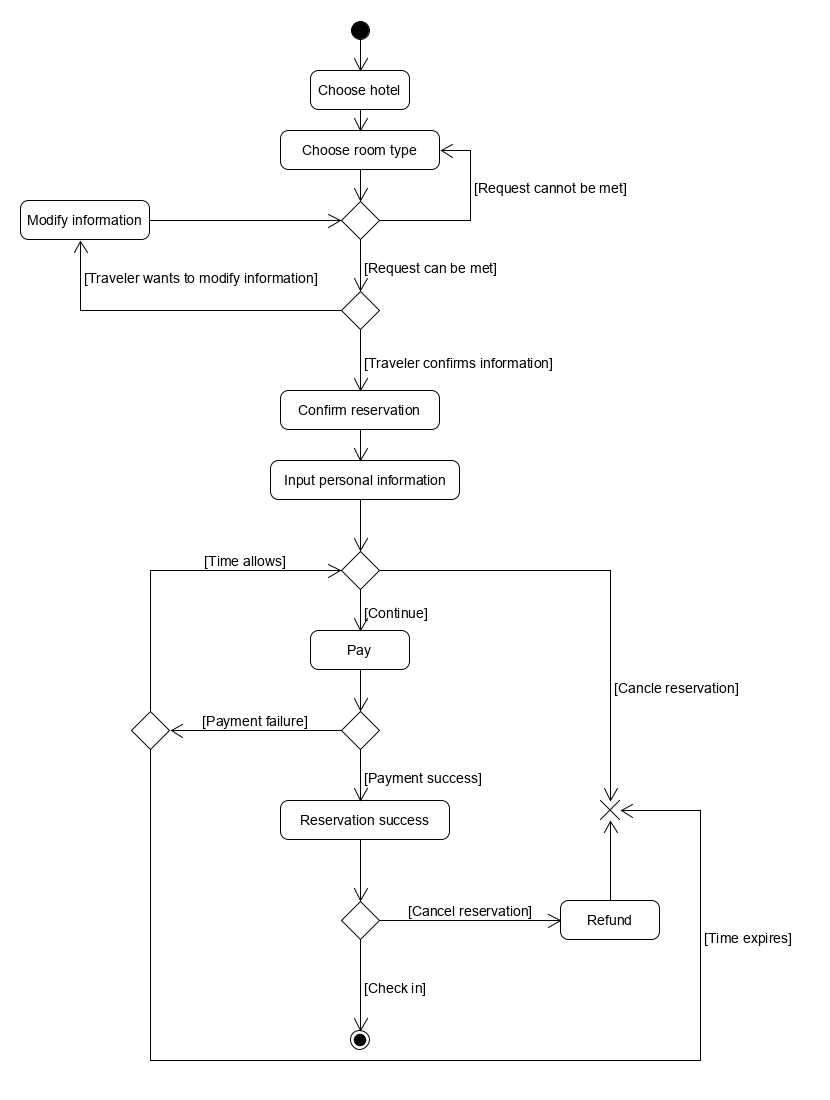 Choose hotel
Choose room type
[Request cannot be met]
Modify information
[Request can be met]
[Traveler wants to modify information]
[Traveler confirms information]
Confirm reservation
Input personal information
[Time allows]
[Continue]
Pay
[Cancle reservation]
[Payment failure]
[Payment success]
Reservation success
[Cancel reservation]
Refund
[Time expires]
[Check in]